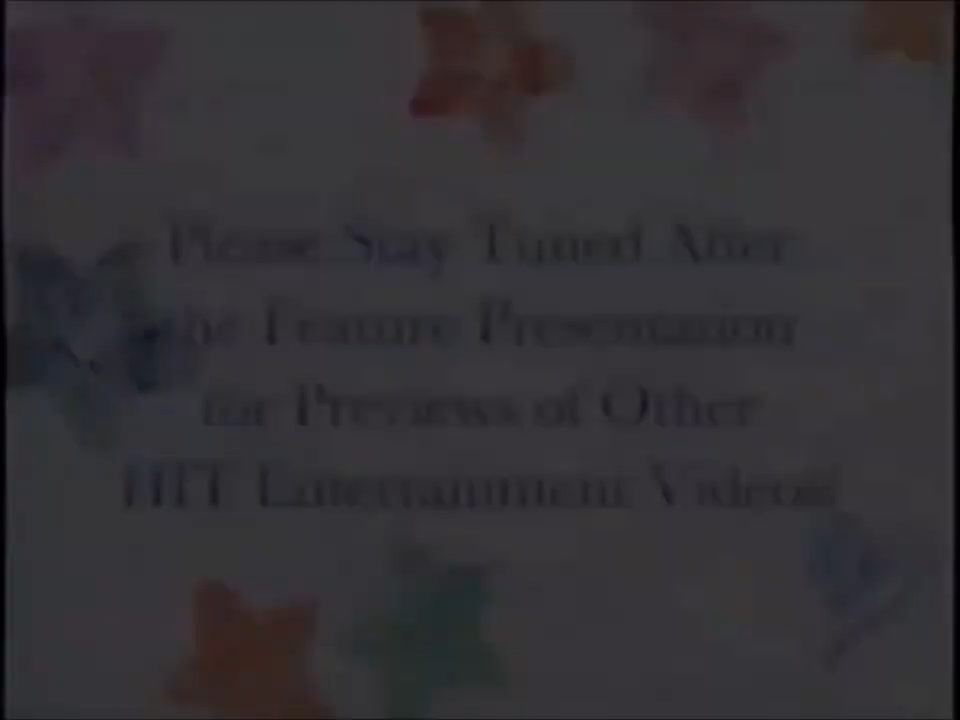 Please Stay Tuned After
the Feature Presentation
for Previews of Other
HIT Entertainment Videos!